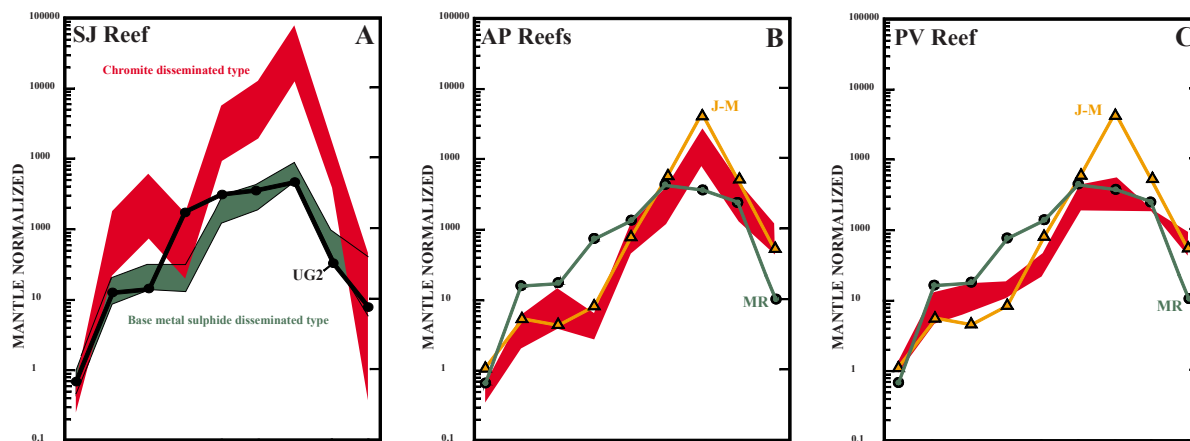 SJ Reef
A
Chromite disseminated type
UG2
Base metal sulphide disseminated type
MANTLE NORMALIZED
100000
10000
1000
100
10
1
0,1
AP Reefs
B
J-M
MR
MANTLE NORMALIZED
100000
10000
1000
100
10
1
0,1
PV Reef
C
J-M
MR
MANTLE NORMALIZED
100000
10000
1000
100
10
1
0,1